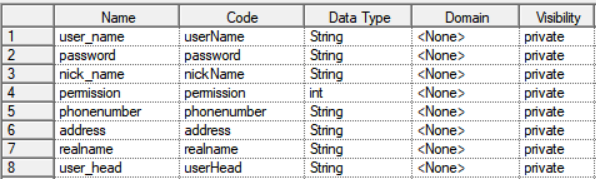 Name Code Data Type Domain Visibility
1 user_name userName String <None> private
2 password password String <None> private
3 nick_name nickName String <None> private
4 permission permission int <None> private
5 phonenumber phonenumber String <None> private
6 address address String <None> private
7 realname realname String <None> private
8 user_head userHead String <None> private